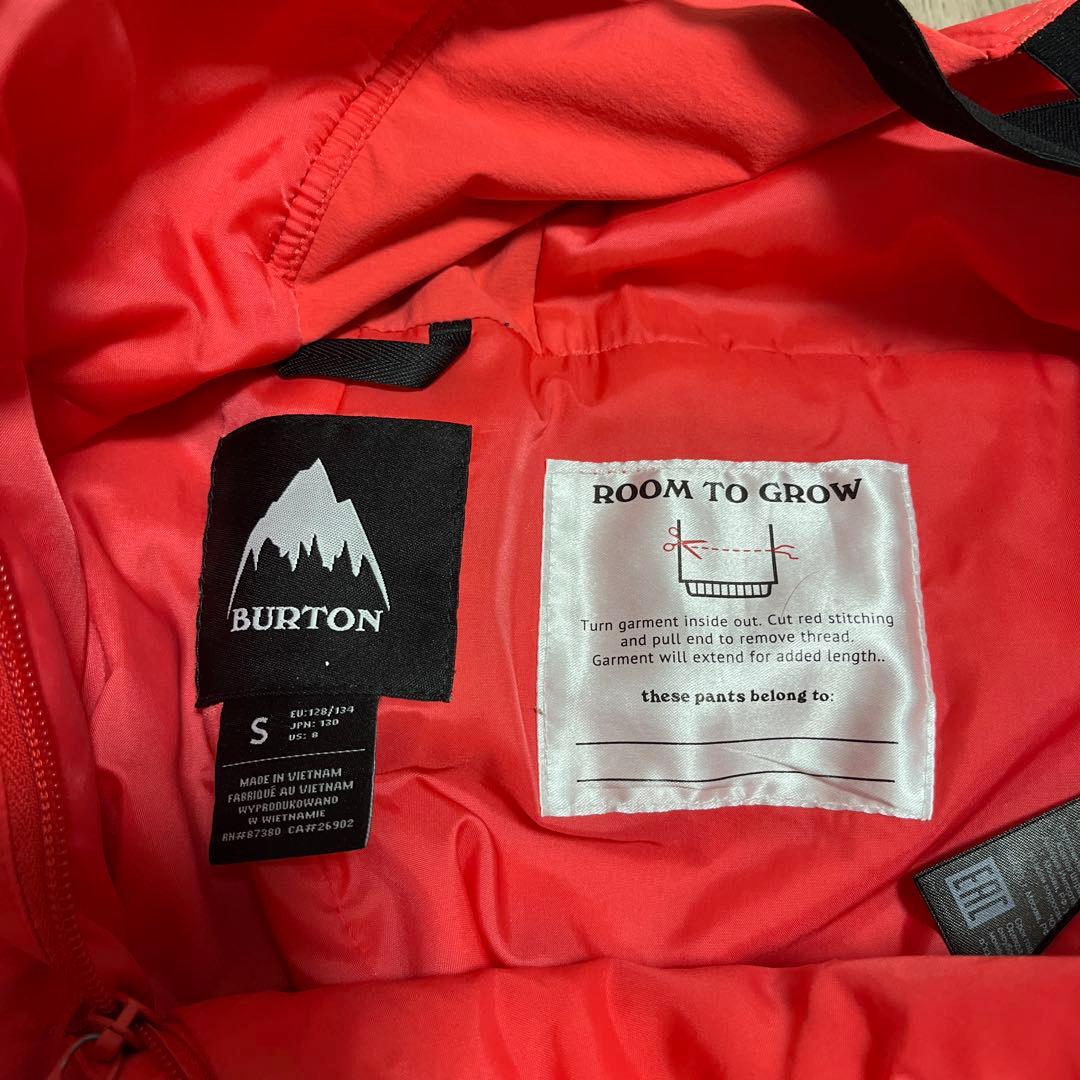 BURTON
S
EU:128/134
JPN: 130
US: 8
MADE IN VIETNAM
FABRIQUÉ AU VIETNAM
WYPRODUKOWANO
W WIETNAMIE
RN#87380 CA#26902
ROOM TO GROW
Turn garment inside out. Cut red stitching
and pull end to remove thread.
Garment will extend for added length..
these pants belong to:
EAC